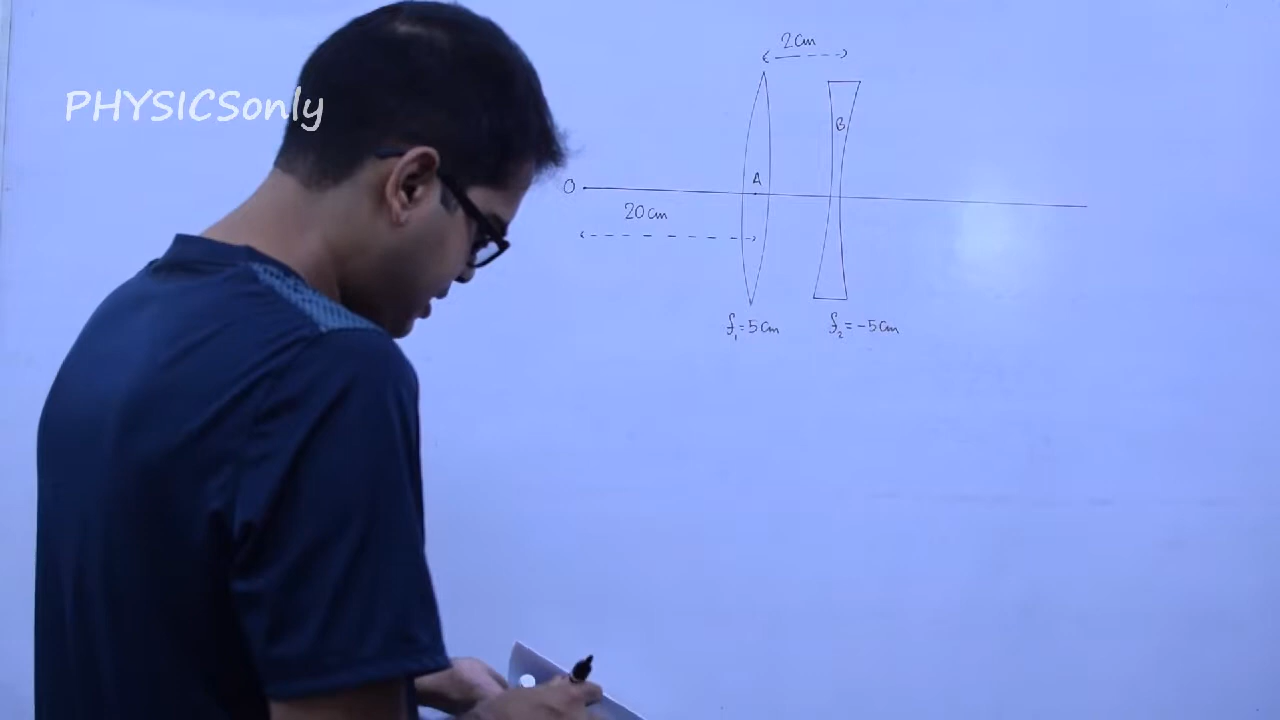 PHYSICSonly
2cm
B
O
A
20cm
f₁=5cm
f₂=-5cm